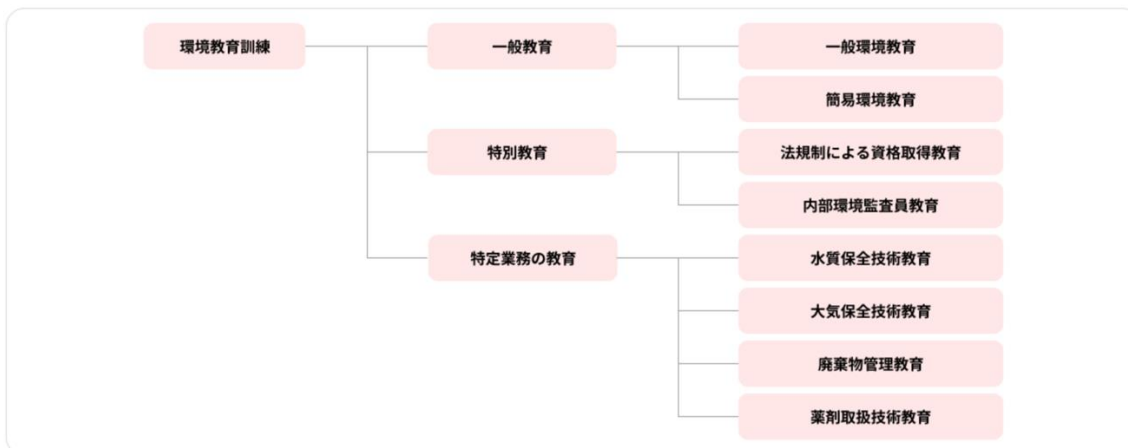 環境教育訓練
一般教育
一般環境教育
簡易環境教育
特別教育
法規制による資格取得教育
内部環境監査員教育
特定業務の教育
水質保全技術教育
大気保全技術教育
廃棄物管理教育
薬剤取扱技術教育